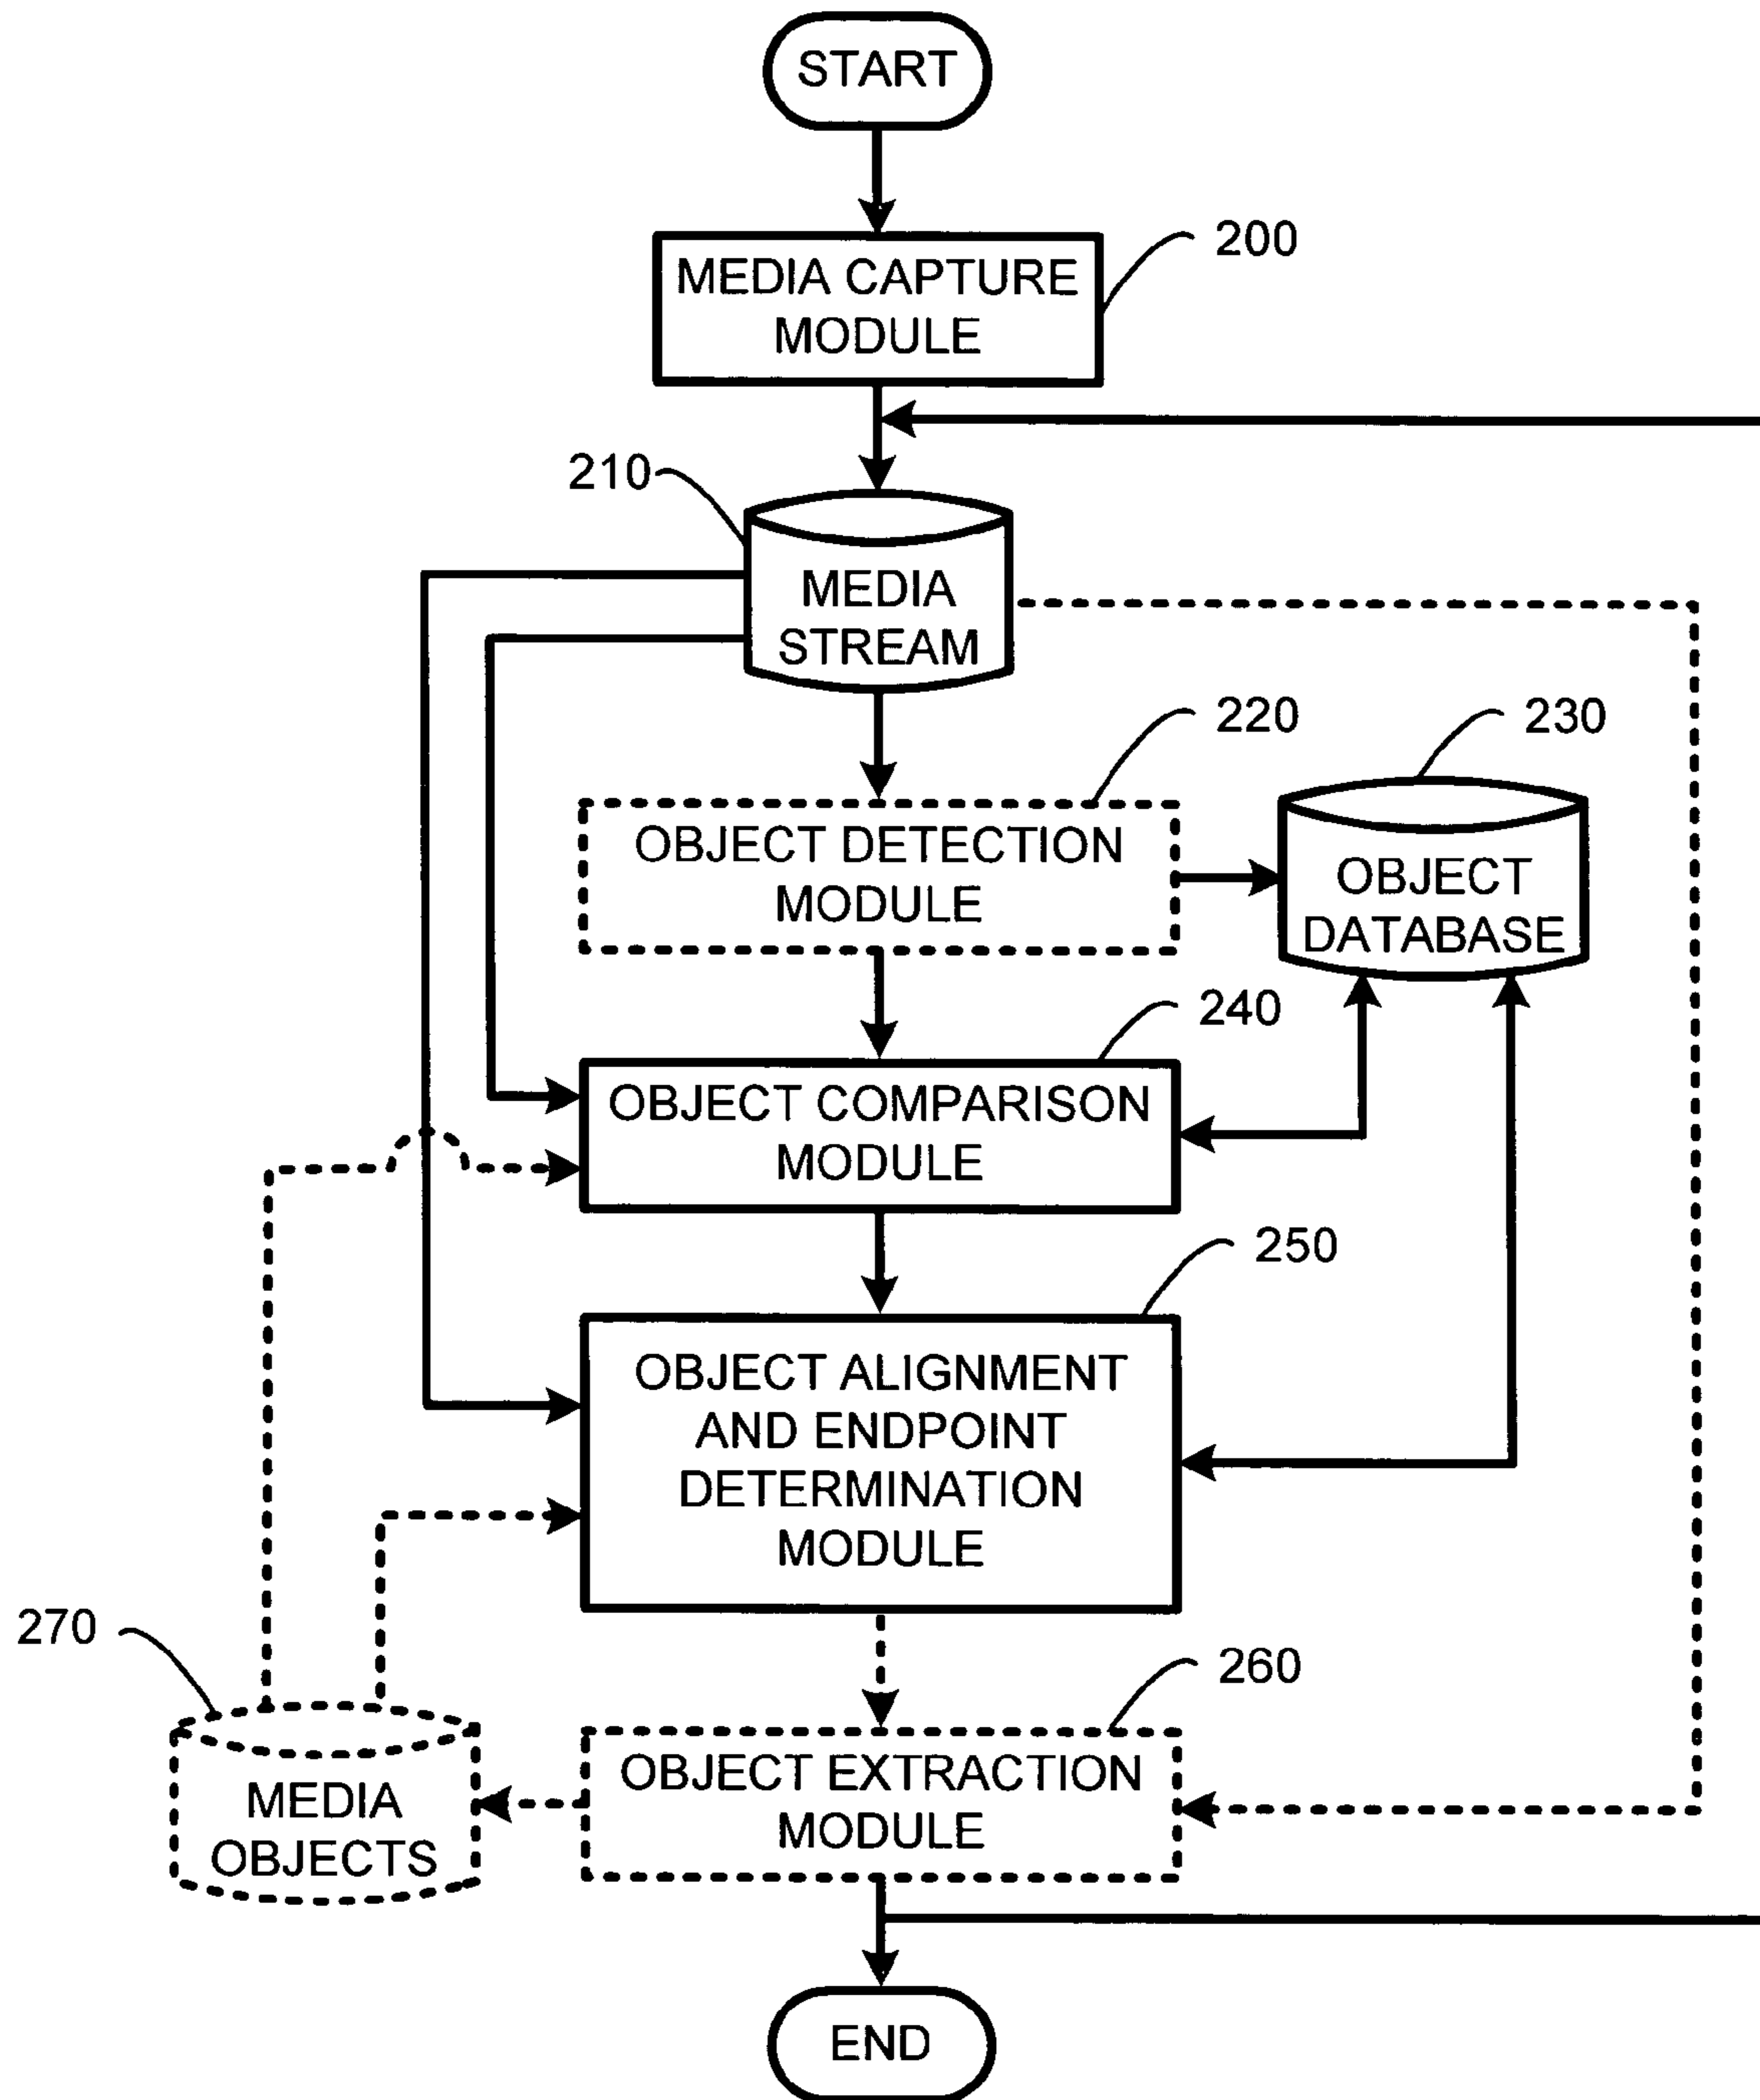 START
200
MEDIA CAPTURE
MODULE
210
MEDIA
STREAM
220
230
OBJECT DETECTION
MODULE
OBJECT
DATABASE
240
OBJECT COMPARISON
MODULE
250
OBJECT ALIGNMENT
AND ENDPOINT
DETERMINATION
MODULE
270
260
OBJECT EXTRACTION
MODULE
MEDIA
OBJECTS
END